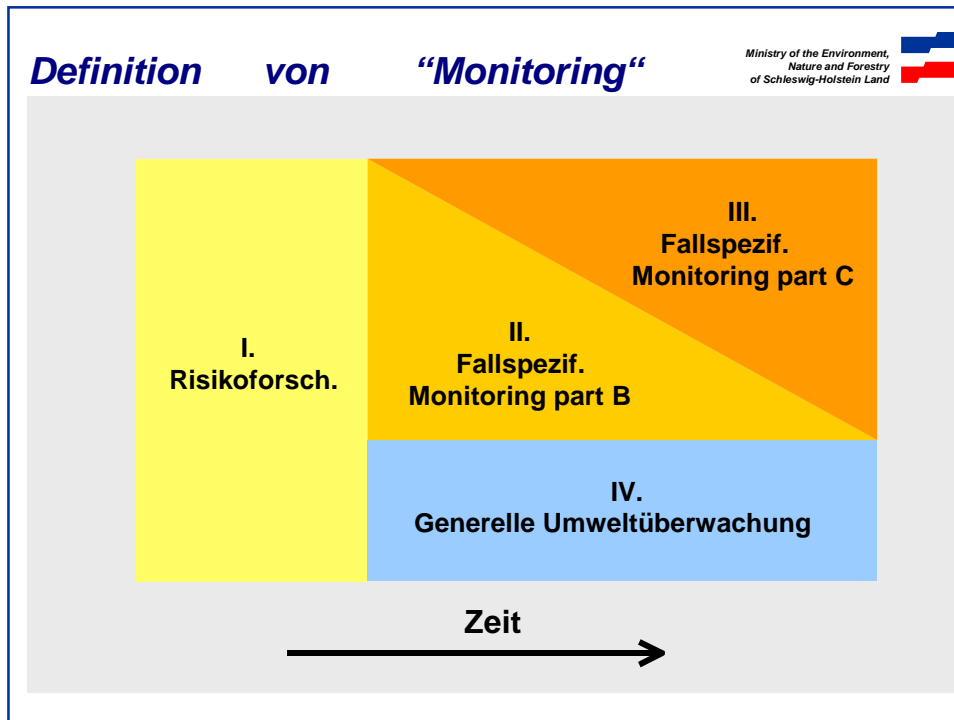 Definition von “Monitoring“
Ministry of the Environment,
Nature and Forestry
of Schleswig-Holstein Land
I.
Risikoforsch.
II.
Fallspezif.
Monitoring part B
III.
Fallspezif.
Monitoring part C
IV.
Generelle Umweltüberwachung
Zeit